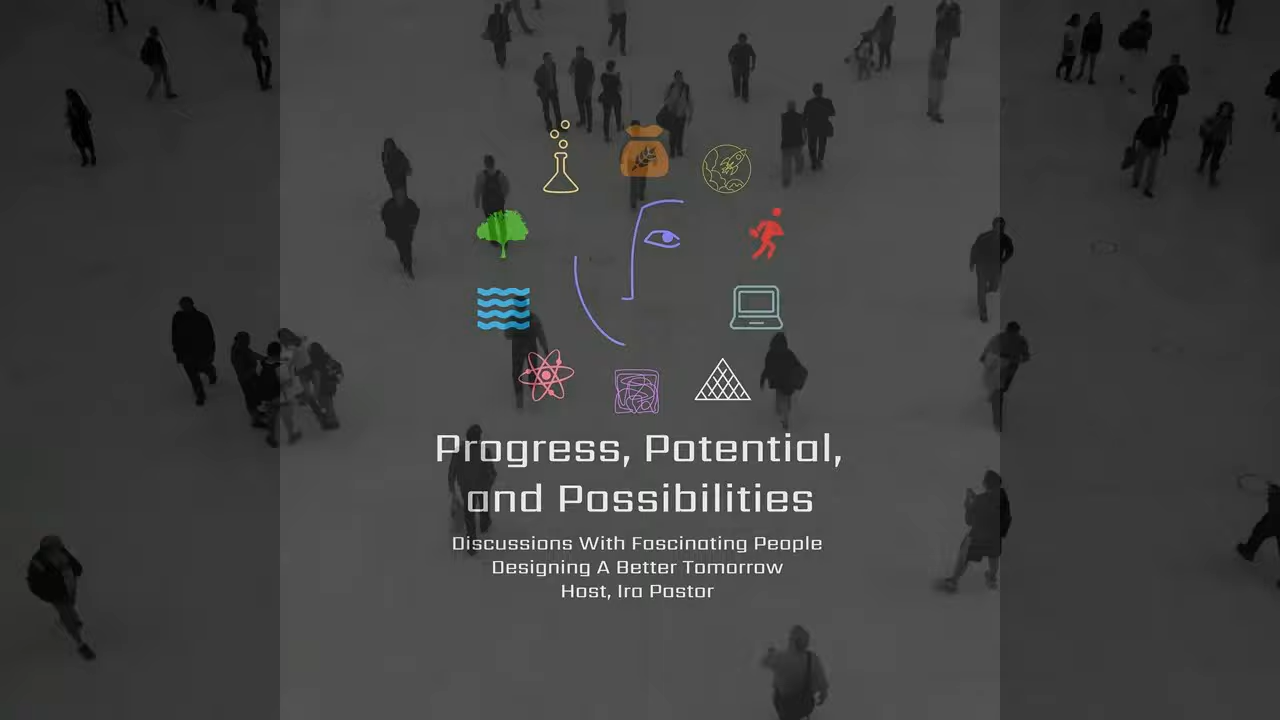 Progress, Potential,
and Possibilities
Discussions With Fascinating People
Designing A Better Tomorrow
Host, Ira Pastor